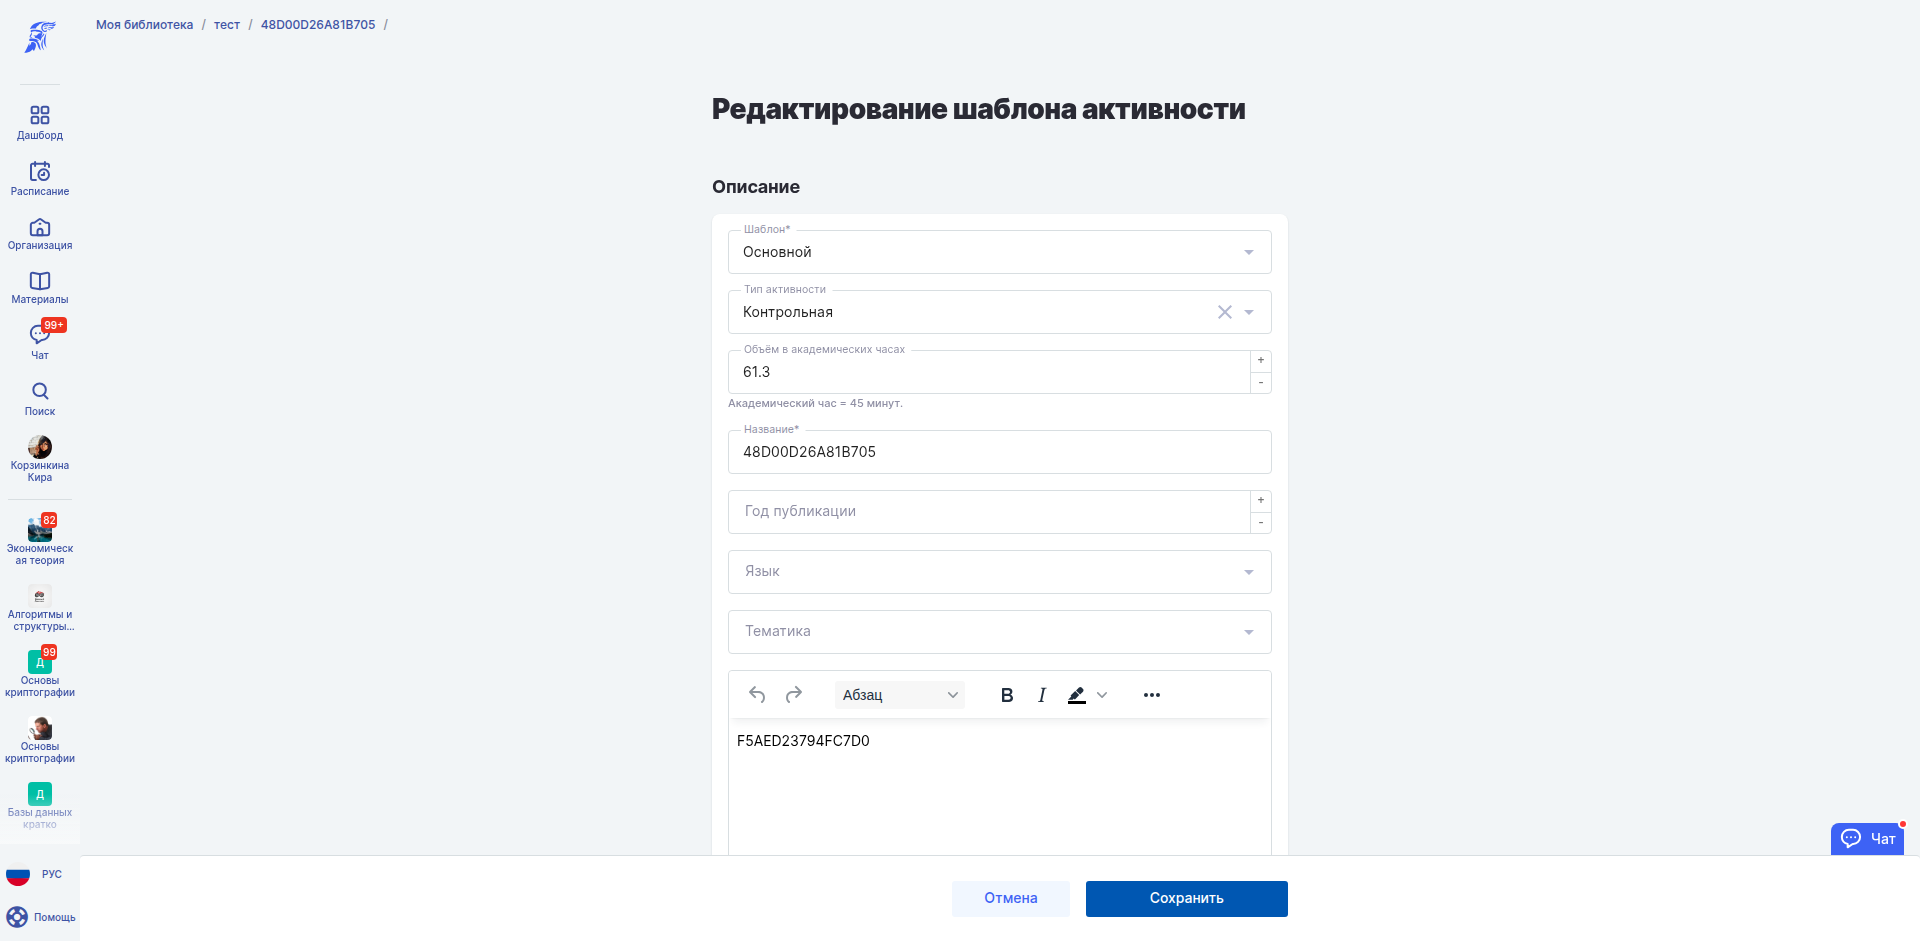 Моя библиотека / тест / 48D00D26A81B705 /
Дашборд
Расписание
Организация
Материалы
99+
Чат
Поиск
Корзинкина
Кира
82
Экономическ
ая теория
Алгоритмы и
структуры...
99
Д
Основы
криптографии
Основы
криптографии
Д
Базы данных
кратко
РУС
Помощь
Редактирование шаблона активности
Описание
Шаблон*
Основной
Тип активности
Контрольная
Объём в академических часах
61.3
+
-
Академический час = 45 минут.
Название*
48D00D26A81B705
Год публикации
+
-
Язык
Тематика
Абзац
B I
F5AED23794FC7D0
Чат
Отмена
Сохранить